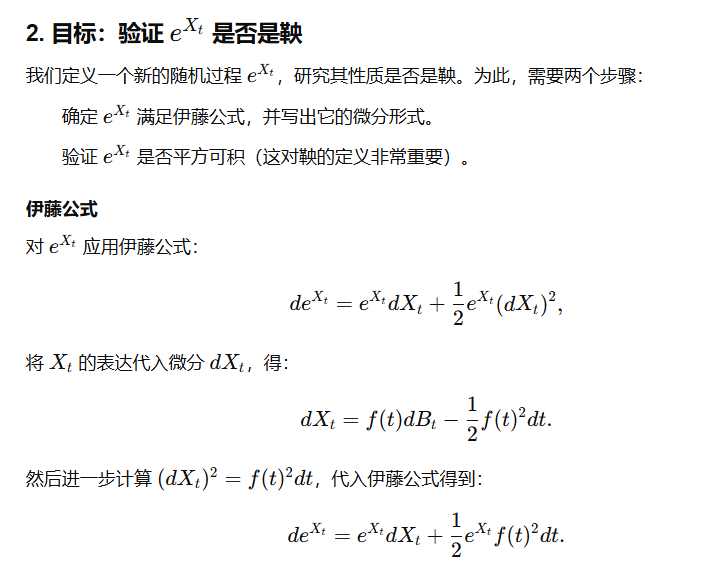 2. 目标：验证 $e^{X_t}$ 是否是鞅
我们定义一个新的随机过程 $e^{X_t}$，研究其性质是否是鞅。为此，需要两个步骤：
确定 $e^{X_t}$ 满足伊藤公式，并写出它的微分形式。
验证 $e^{X_t}$ 是否平方可积（这对鞅的定义非常重要）。
伊藤公式
对 $e^{X_t}$ 应用伊藤公式：
$de^{X_t} = e^{X_t}dX_t + \frac{1}{2}e^{X_t}(dX_t)^2,$
将 $X_t$ 的表达代入微分 $dX_t$，得：
$dX_t = f(t)dB_t - \frac{1}{2}f(t)^2dt.$
然后进一步计算 $(dX_t)^2 = f(t)^2dt$，代入伊藤公式得到：
$de^{X_t} = e^{X_t}dX_t + \frac{1}{2}e^{X_t}f(t)^2dt.$